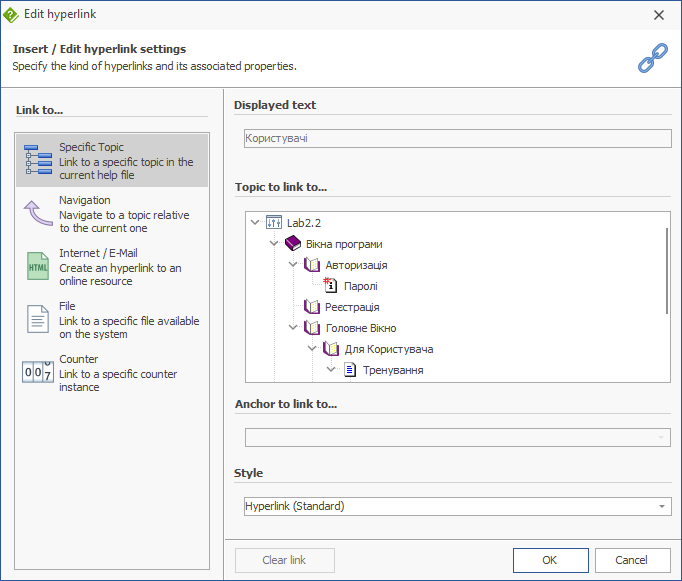 Edit hyperlink
Insert / Edit hyperlink settings
Specify the kind of hyperlinks and its associated properties.
Link to...
Specific Topic
Link to a specific topic in the
current help file
Navigation
Navigate to a topic relative
to the current one
HTML
Internet / E-Mail
Create an hyperlink to an
online resource
File
Link to a specific file available
on the system
007
Counter
Link to a specific counter
instance
Displayed text
Користувачі
Topic to link to...
Lab2.2
Вікна програми
Авторизація
Паролі
Реєстрація
Головне Вікно
Для Користувача
Тренування
Anchor to link to...
Style
Hyperlink (Standard)
Clear link
OK
Cancel